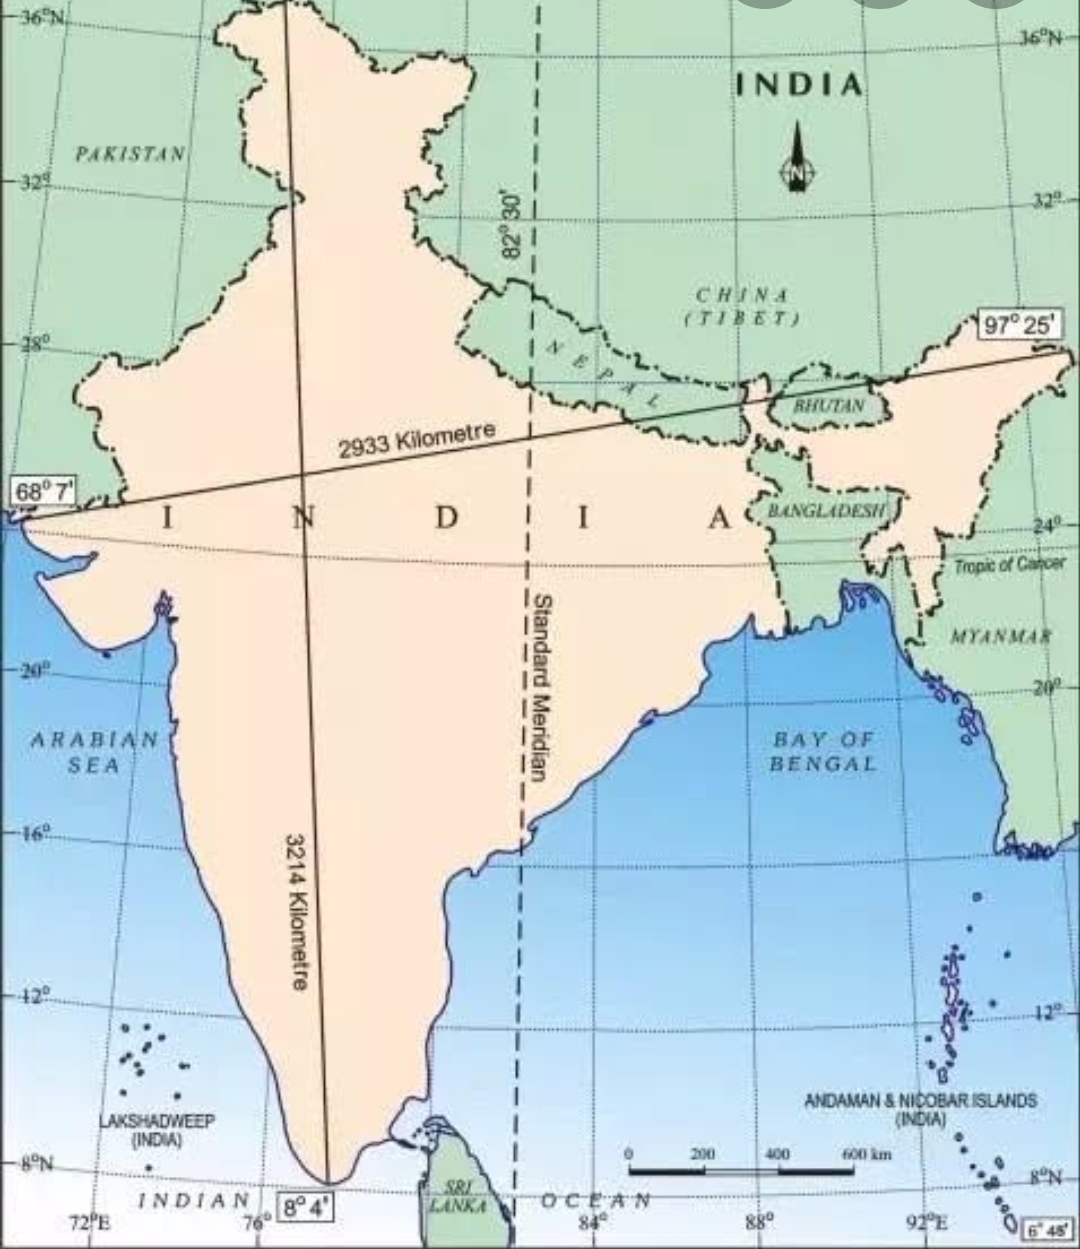 36°N
36°N
INDIA
N
PAKISTAN
32°
32°
82° 30'
CHINA
(TIBET)
97° 25'
28°
NEPAL
BHUTAN
2933 Kilometre
68° 7'
I N D I A
BANGLADESH
24°
Tropic of Cancer
Standard Meridian
MYANMAR
20°
20°
ARABIAN
SEA
BAY OF
BENGAL
16°
3214 Kilometre
12°
12°
LAKSHADWEEP
(INDIA)
ANDAMAN & NICOBAR ISLANDS
(INDIA)
0 200 400 600 km
8°N
8°N
SRI
LANKA
INDIAN OCEAN
8° 4'
72°E
76°
84°
88°
92°E
6° 45'